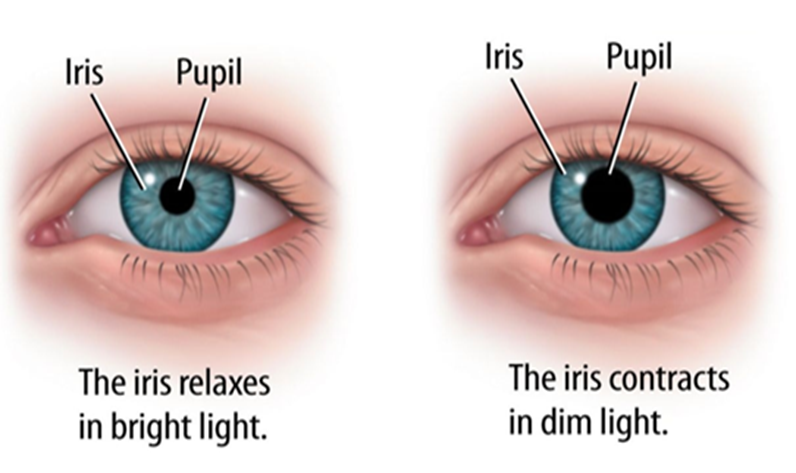 Iris Pupil
The iris relaxes
in bright light.
Iris Pupil
The iris contracts
in dim light.